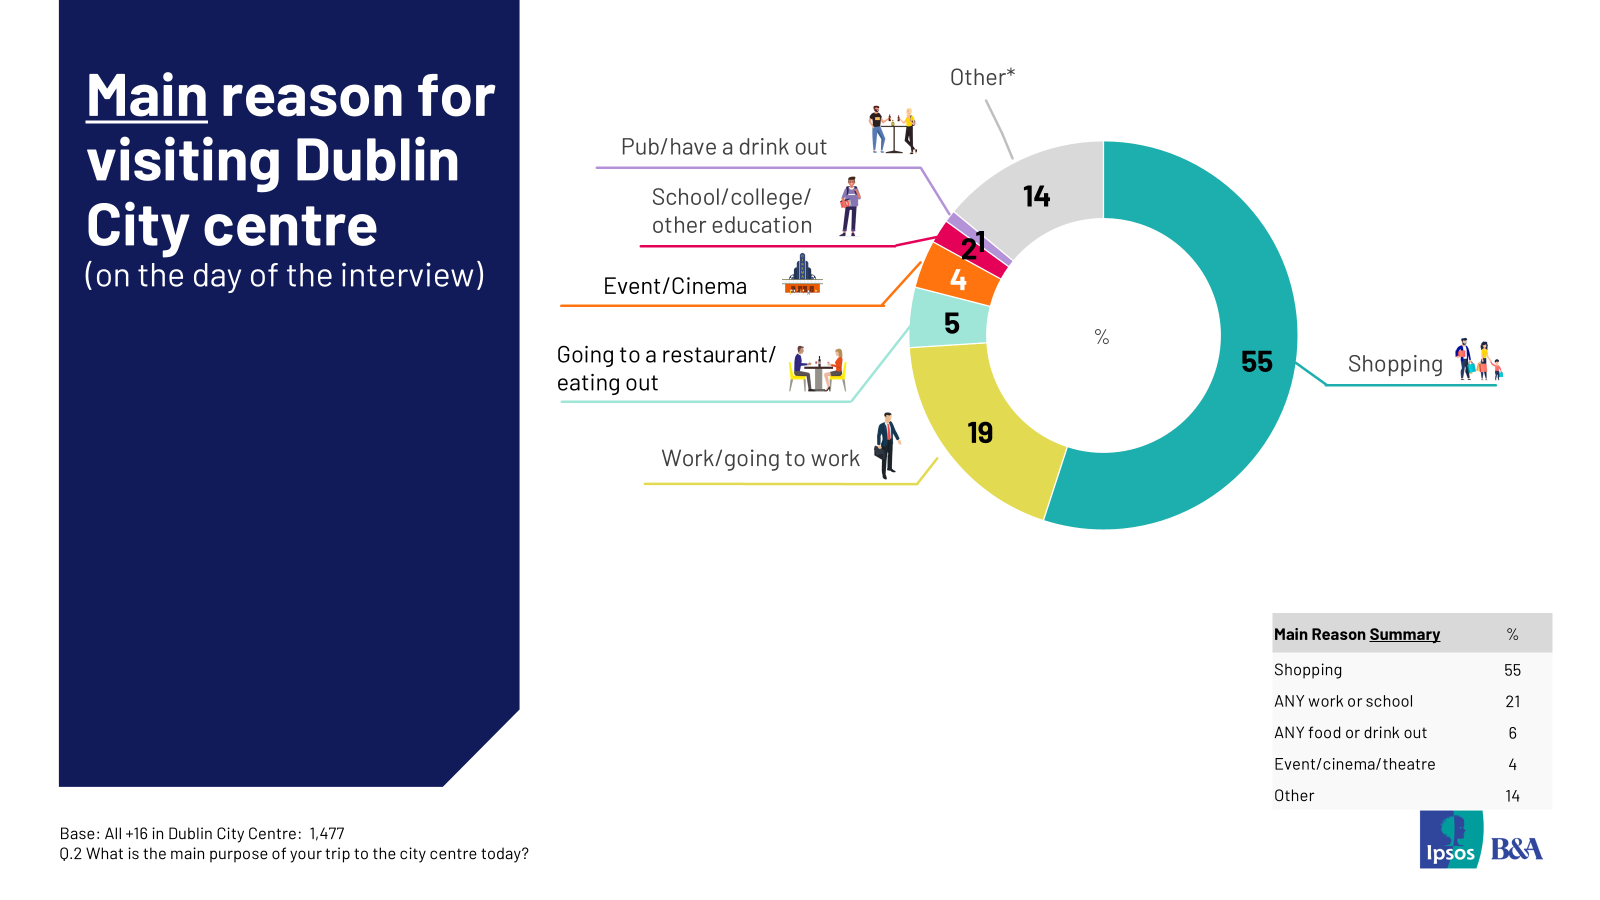 Main reason for
visiting Dublin
City centre
(on the day of the interview)
Other*
Pub/have a drink out
School/college/
other education
Event/Cinema
Going to a restaurant/
eating out
Work/going to work
Shopping
14
1
2
4
5
19
55
%
Main Reason Summary %
Shopping 55
ANY work or school 21
ANY food or drink out 6
Event/cinema/theatre 4
Other 14
Base: All +16 in Dublin City Centre: 1,477
Q.2 What is the main purpose of your trip to the city centre today?
Ipsos B&A